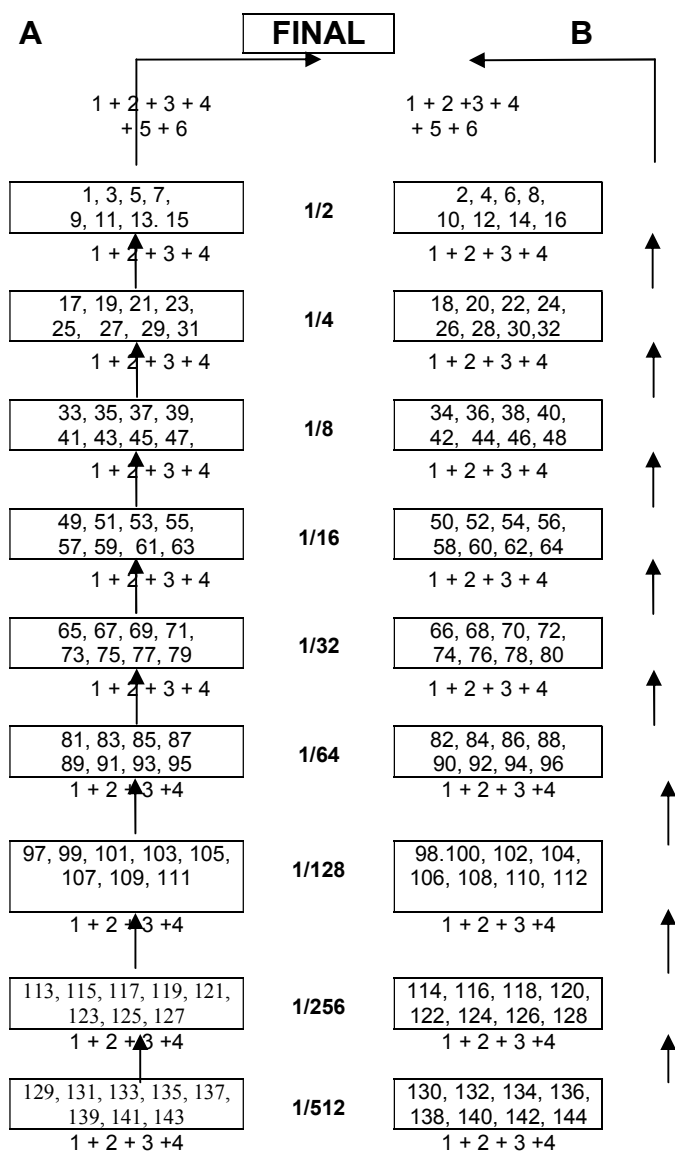 A FINAL B
1 + 2 + 3 + 4 1 + 2 +3 + 4
+ 5 + 6 + 5 + 6
1, 3, 5, 7, 1/2 2, 4, 6, 8,
9, 11, 13. 15 10, 12, 14, 16
1 + 2 + 3 + 4 1 + 2 + 3 + 4
17, 19, 21, 23, 1/4 18, 20, 22, 24,
25, 27, 29, 31 26, 28, 30,32
1 + 2 + 3 + 4 1 + 2 + 3 + 4
33, 35, 37, 39, 1/8 34, 36, 38, 40,
41, 43, 45, 47, 42, 44, 46, 48
1 + 2 + 3 + 4 1 + 2 + 3 + 4
49, 51, 53, 55, 1/16 50, 52, 54, 56,
57, 59, 61, 63 58, 60, 62, 64
1 + 2 + 3 + 4 1 + 2 + 3 + 4
65, 67, 69, 71, 1/32 66, 68, 70, 72,
73, 75, 77, 79 74, 76, 78, 80
1 + 2 + 3 + 4 1 + 2 + 3 + 4
81, 83, 85, 87 1/64 82, 84, 86, 88,
89, 91, 93, 95 90, 92, 94, 96
1 + 2 + 3 +4 1 + 2 + 3 +4
97, 99, 101, 103, 105, 1/128 98.100, 102, 104,
107, 109, 111 106, 108, 110, 112
1 + 2 + 3 +4 1 + 2 + 3 +4
113, 115, 117, 119, 121, 1/256 114, 116, 118, 120,
123, 125, 127 122, 124, 126, 128
1 + 2 + 3 +4 1 + 2 + 3 +4
129, 131, 133, 135, 137, 1/512 130, 132, 134, 136,
139, 141, 143 138, 140, 142, 144
1 + 2 + 3 +4 1 + 2 + 3 +4